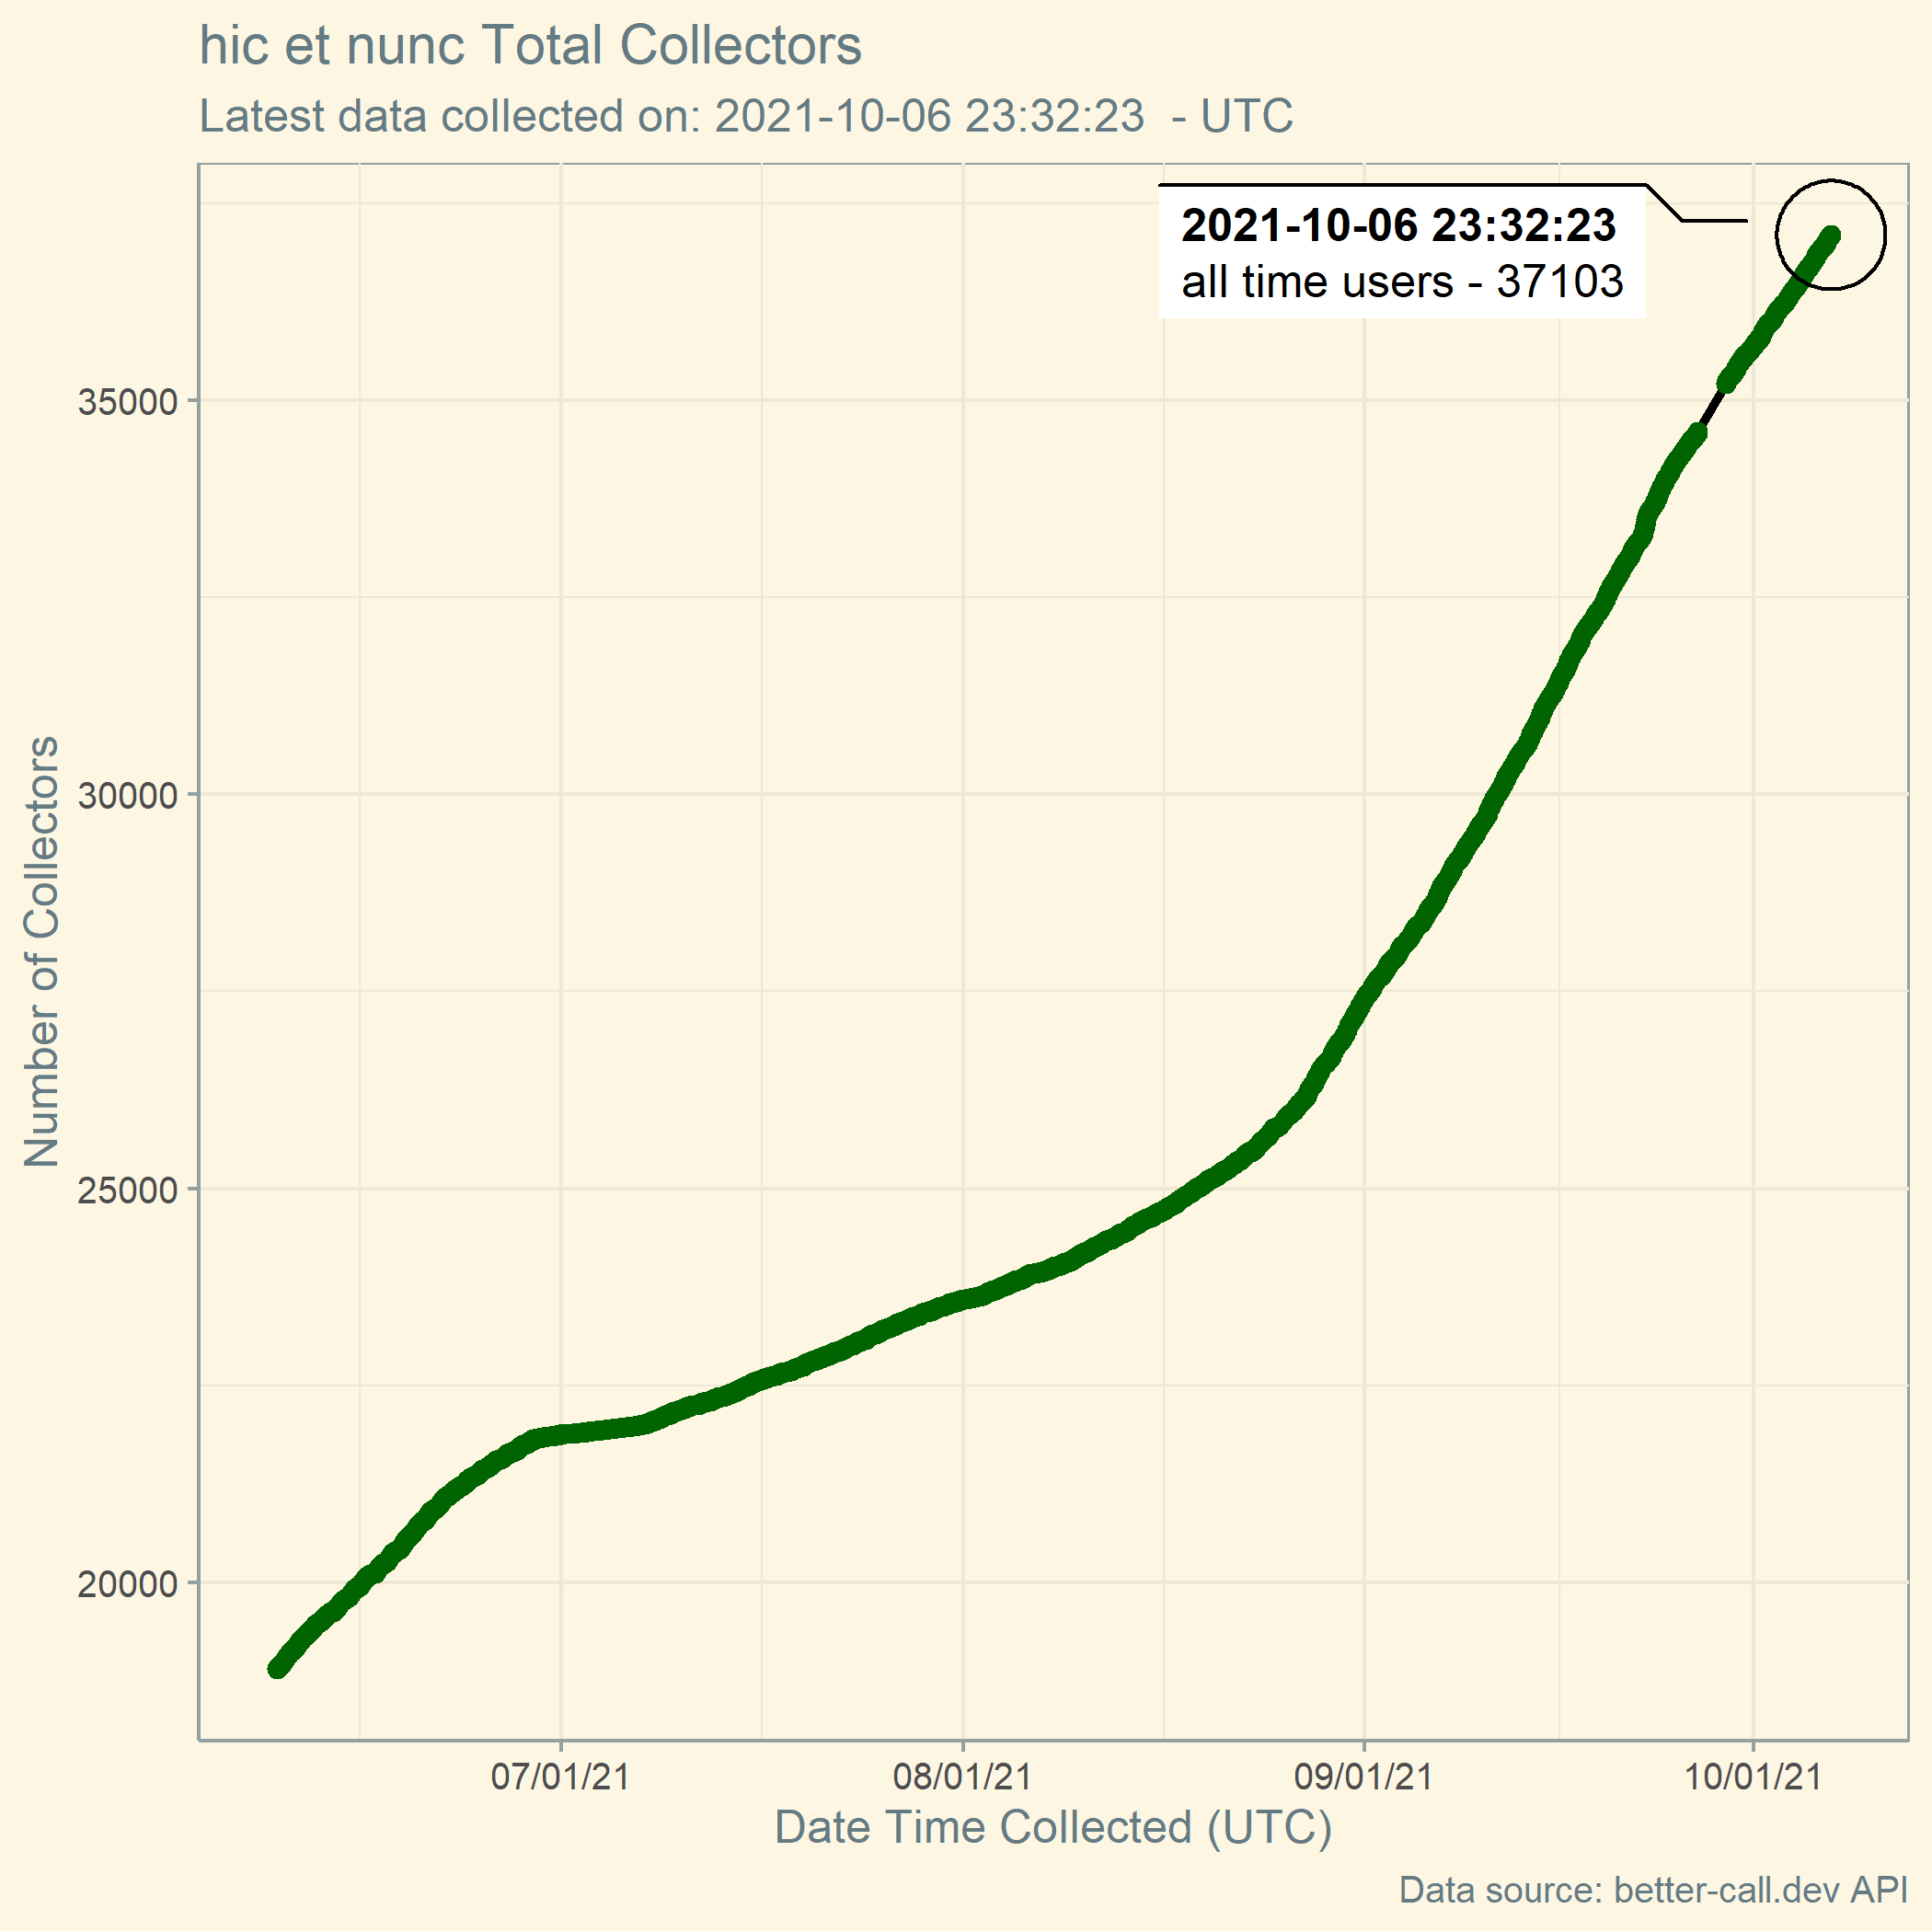 hic et nunc Total Collectors
Latest data collected on: 2021-10-06 23:32:23  - UTC
2021-10-06 23:32:23
all time users - 37103
Number of Collectors
35000
30000
25000
20000
07/01/21
08/01/21
09/01/21
10/01/21
Date Time Collected (UTC)
Data source: better-call.dev API